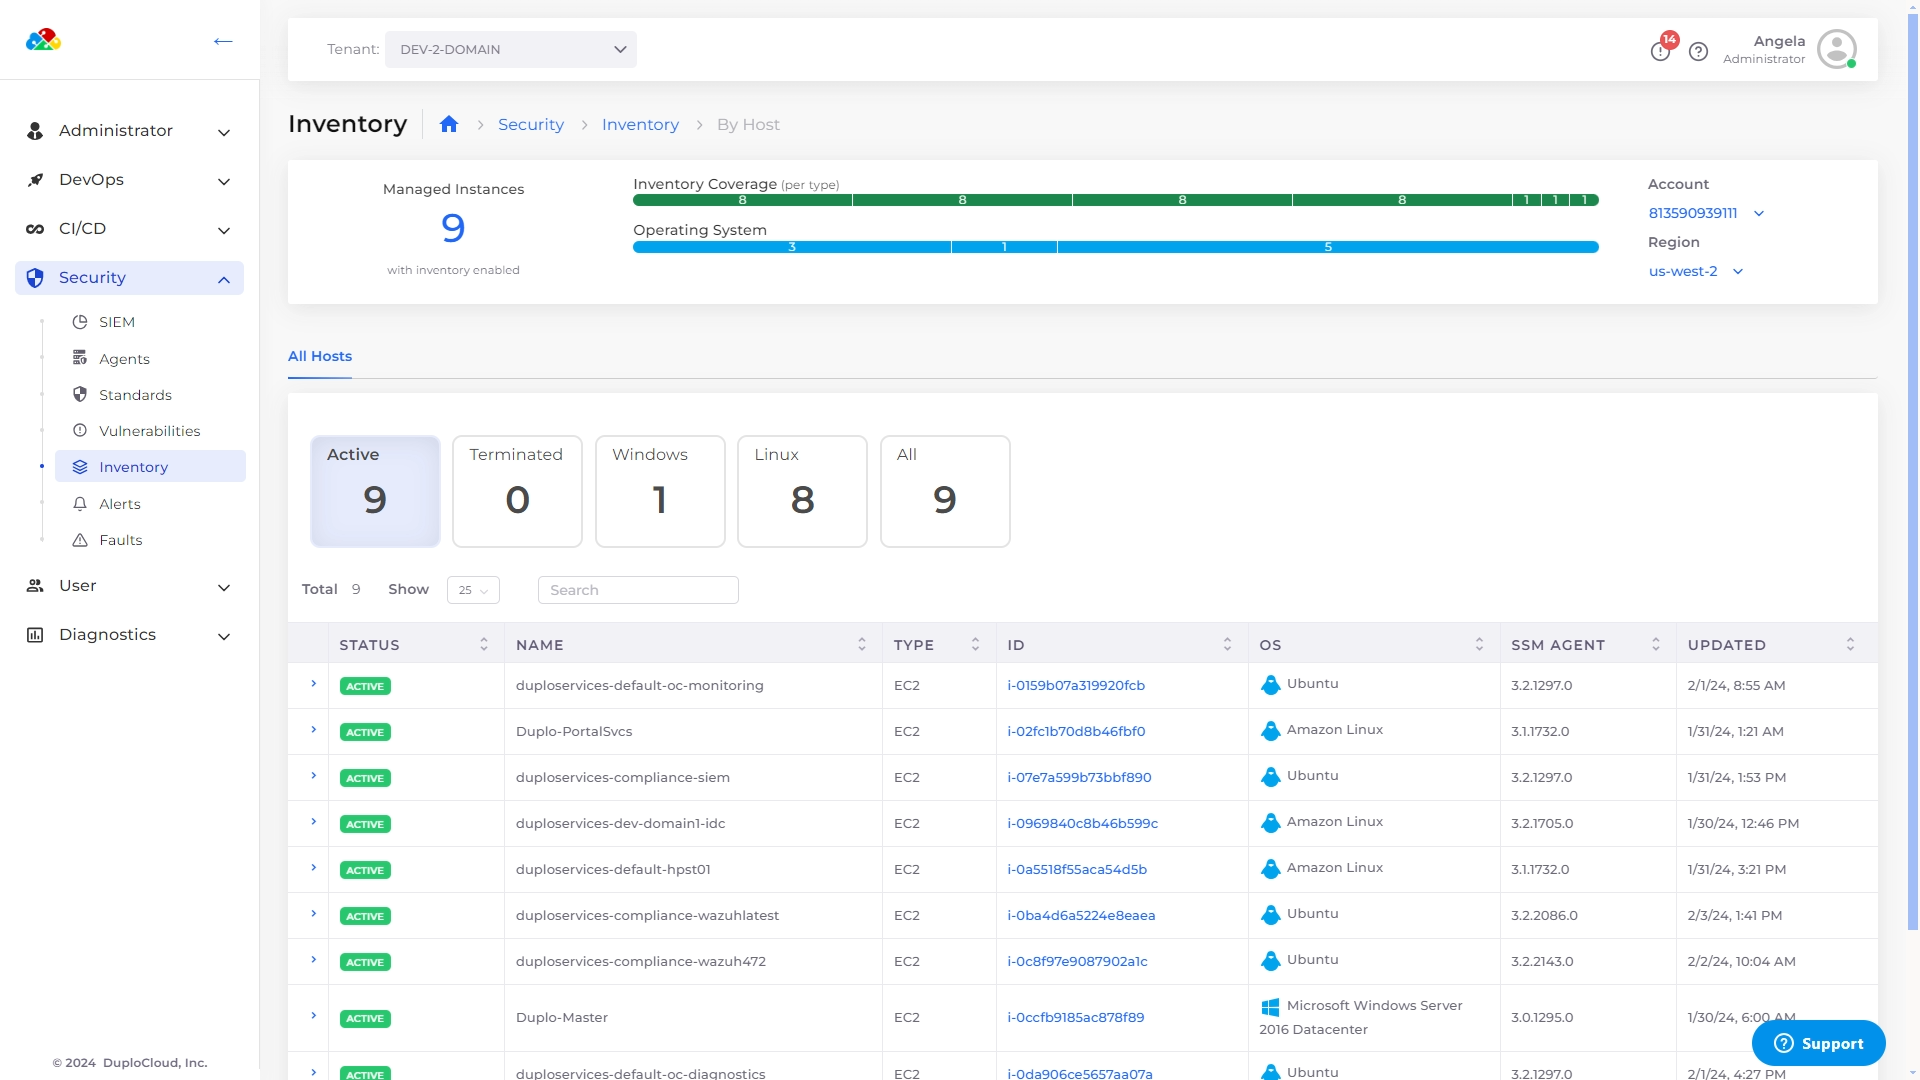 Tenant: DEV-2-DOMAIN
14
Angela
Administrator
Administrator
DevOps
CI/CD
Security
SIEM
Agents
Standards
Vulnerabilities
Inventory
Alerts
Faults
User
Diagnostics
© 2024 DuploCloud, Inc.
Inventory Security Inventory By Host
Managed Instances
9
with inventory enabled
Inventory Coverage (per type)
8 8 8 8 1 1 1
Operating System
3 1 5
Account
813590939111
Region
us-west-2
All Hosts
Active Terminated Windows Linux All
9 0 1 8 9
Total 9 Show 25 Search
STATUS NAME TYPE ID OS SSM AGENT UPDATED
ACTIVE duploservices-default-oc-monitoring EC2 i-0159b07a319920fcb Ubuntu 3.2.1297.0 2/1/24, 8:55 AM
ACTIVE Duplo-PortalSvcs EC2 i-02fc1b70d8b46fbf0 Amazon Linux 3.1.1732.0 1/31/24, 1:21 AM
ACTIVE duploservices-compliance-siem EC2 i-07e7a599b73bbf890 Ubuntu 3.2.1297.0 1/31/24, 1:53 PM
ACTIVE duploservices-dev-domain1-idc EC2 i-0969840c8b46b599c Amazon Linux 3.2.1705.0 1/30/24, 12:46 PM
ACTIVE duploservices-default-hpst01 EC2 i-0a5518f55aca54d5b Amazon Linux 3.1.1732.0 1/31/24, 3:21 PM
ACTIVE duploservices-compliance-wazuhlatest EC2 i-0ba4d6a5224e8eaea Ubuntu 3.2.2086.0 2/3/24, 1:41 PM
ACTIVE duploservices-compliance-wazuh472 EC2 i-0c8f97e9087902a1c Ubuntu 3.2.2143.0 2/2/24, 10:04 AM
ACTIVE Duplo-Master EC2 i-0ccfb9185ac878f89 Microsoft Windows Server 2016 Datacenter 3.0.1295.0 1/30/24, 6:00 AM
ACTIVE duploservices-default-oc-diagnostics EC2 i-0da906ce5657aa07a Ubuntu 3.2.1297.0 2/1/24, 4:27 PM
Support